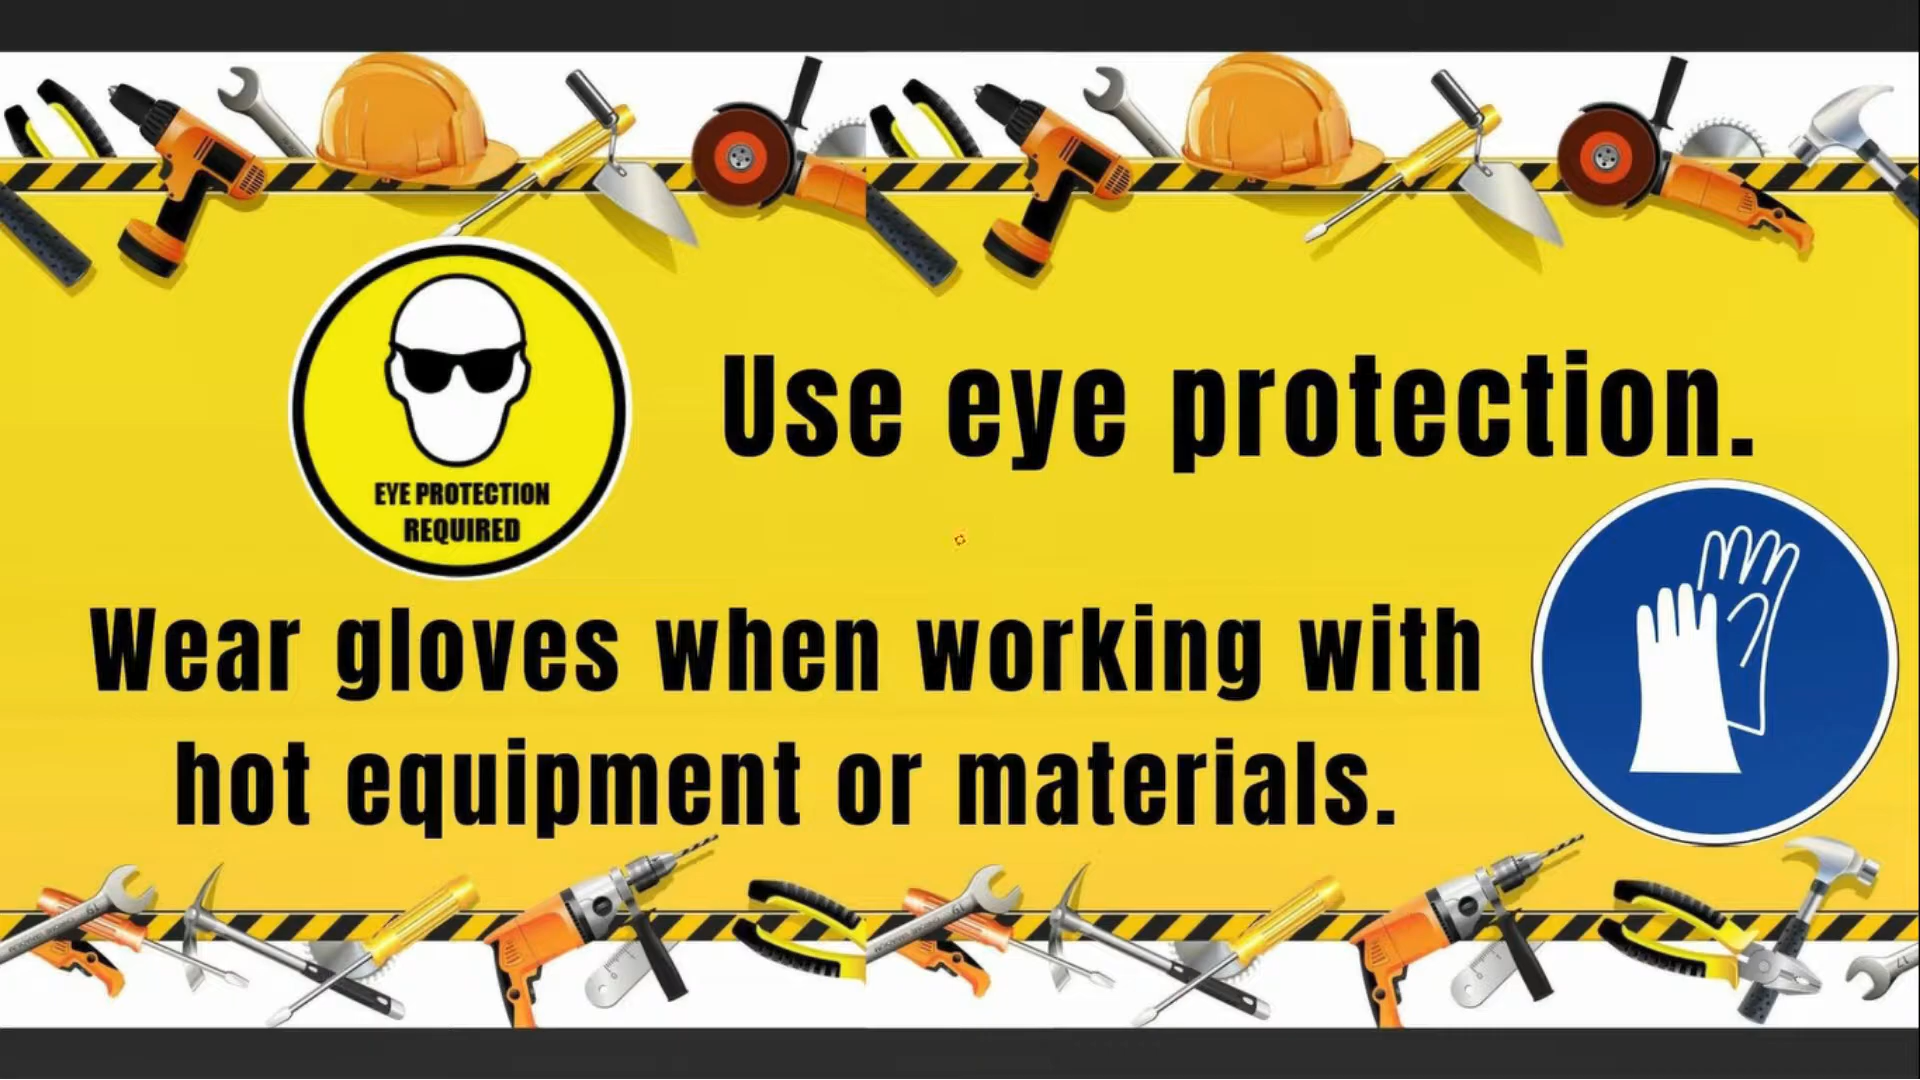 Use eye protection.
EYE PROTECTION
REQUIRED
Wear gloves when working with
hot equipment or materials.